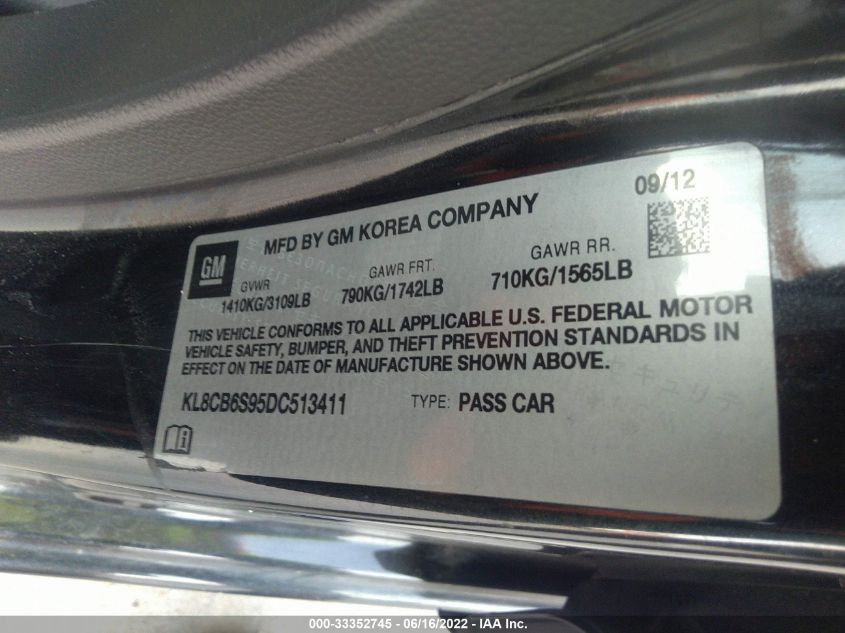 09/12
MFD BY GM KOREA COMPANY
GM
GVWR GAWR FRT. GAWR RR.
1410KG/3109LB 790KG/1742LB 710KG/1565LB
THIS VEHICLE CONFORMS TO ALL APPLICABLE U.S. FEDERAL MOTOR
VEHICLE SAFETY, BUMPER, AND THEFT PREVENTION STANDARDS IN
EFFECT ON THE DATE OF MANUFACTURE SHOWN ABOVE.
KL8CB6S95DC513411 TYPE: PASS CAR
000-33352745 - 06/16/2022 - IAA Inc.